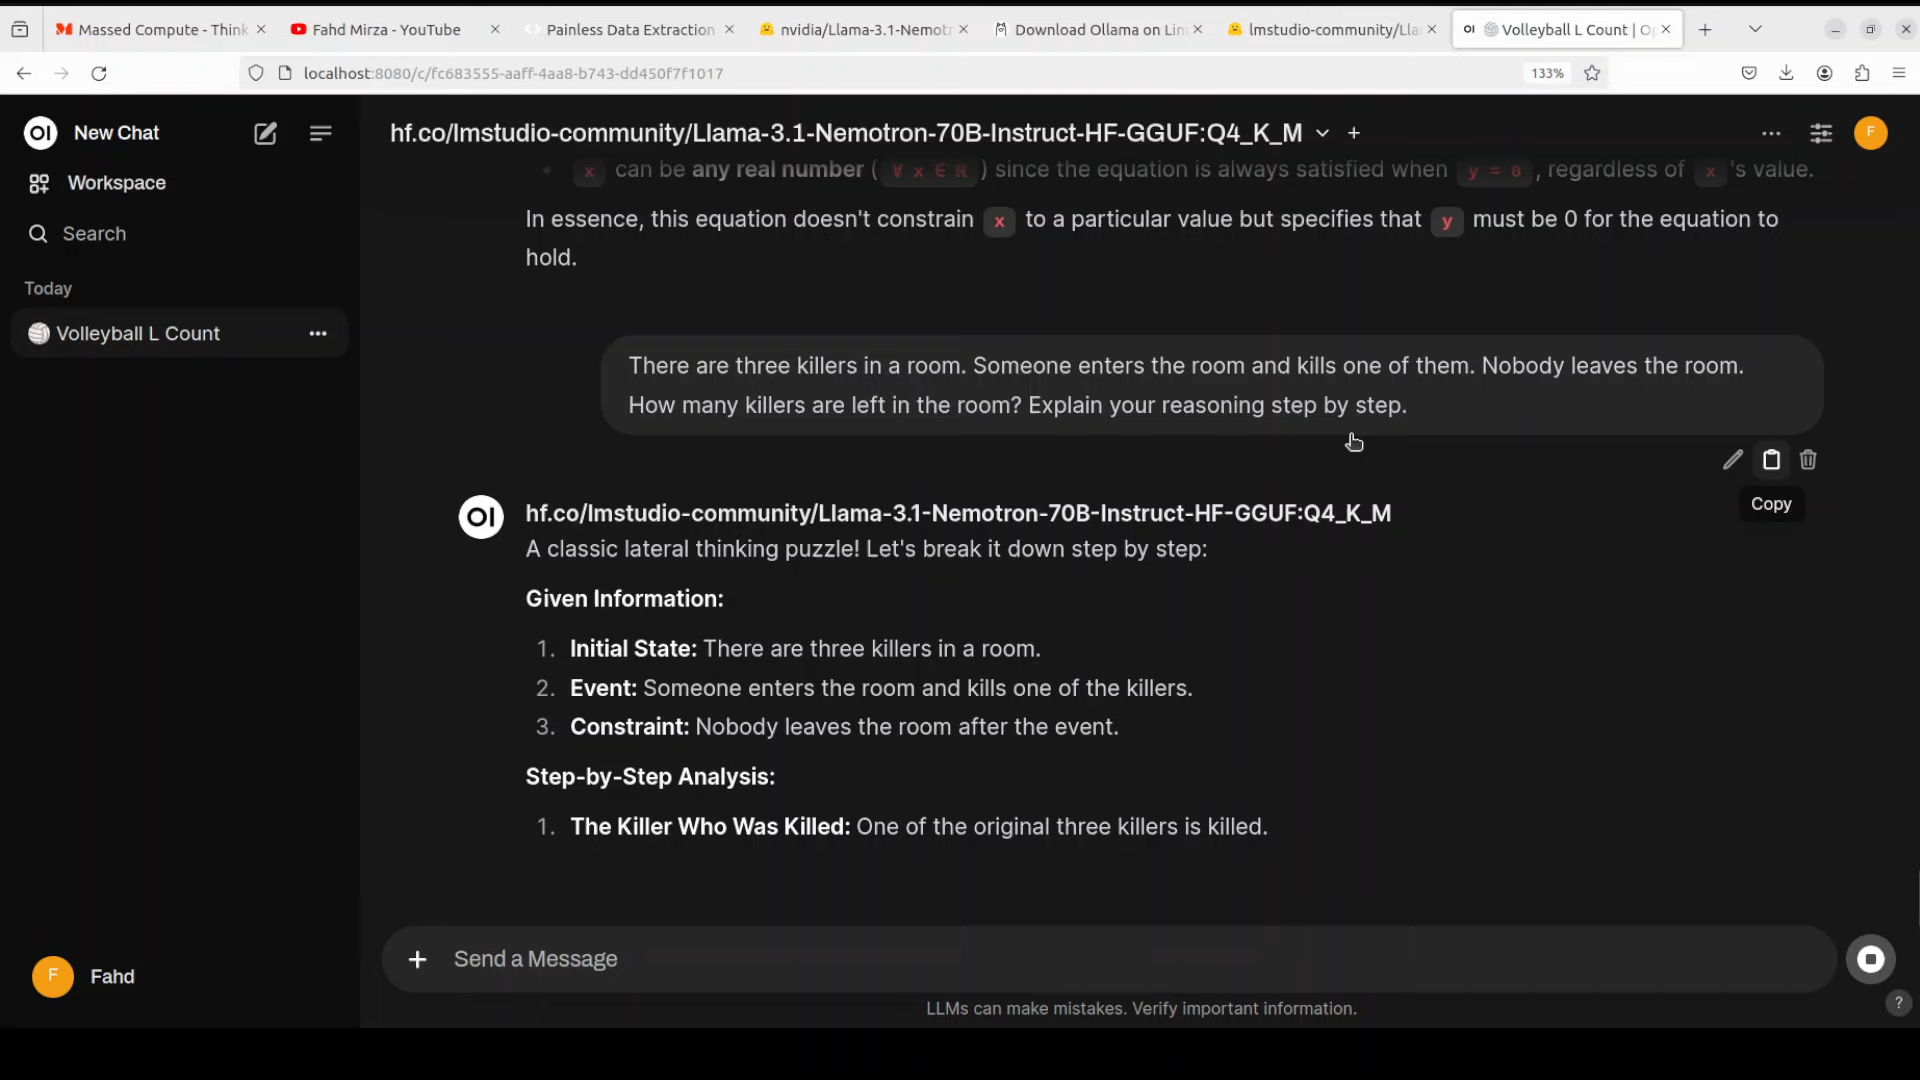 Massed Compute - Think
Fahd Mirza - YouTube
Painless Data Extraction
nvidia/Llama-3.1-Nemotr
Download Ollama on Lin
lmstudio-community/Lla
OI Volleyball L Count | O
localhost:8080/c/fc683555-aaff-4aa8-b743-dd450f7f1017
133%
OI New Chat
hf.co/lmstudio-community/Llama-3.1-Nemotron-70B-Instruct-HF-GGUF:Q4_K_M
F
Workspace
Search
Today
Volleyball L Count
x can be any real number ( ∀ x ∈ ℝ ) since the equation is always satisfied when y = 0 , regardless of x 's value.
In essence, this equation doesn't constrain x to a particular value but specifies that y must be 0 for the equation to
hold.
There are three killers in a room. Someone enters the room and kills one of them. Nobody leaves the room.
How many killers are left in the room? Explain your reasoning step by step.
Copy
OI hf.co/lmstudio-community/Llama-3.1-Nemotron-70B-Instruct-HF-GGUF:Q4_K_M
A classic lateral thinking puzzle! Let's break it down step by step:
Given Information:
1. Initial State: There are three killers in a room.
2. Event: Someone enters the room and kills one of the killers.
3. Constraint: Nobody leaves the room after the event.
Step-by-Step Analysis:
1. The Killer Who Was Killed: One of the original three killers is killed.
Send a Message
F Fahd
LLMs can make mistakes. Verify important information.
?